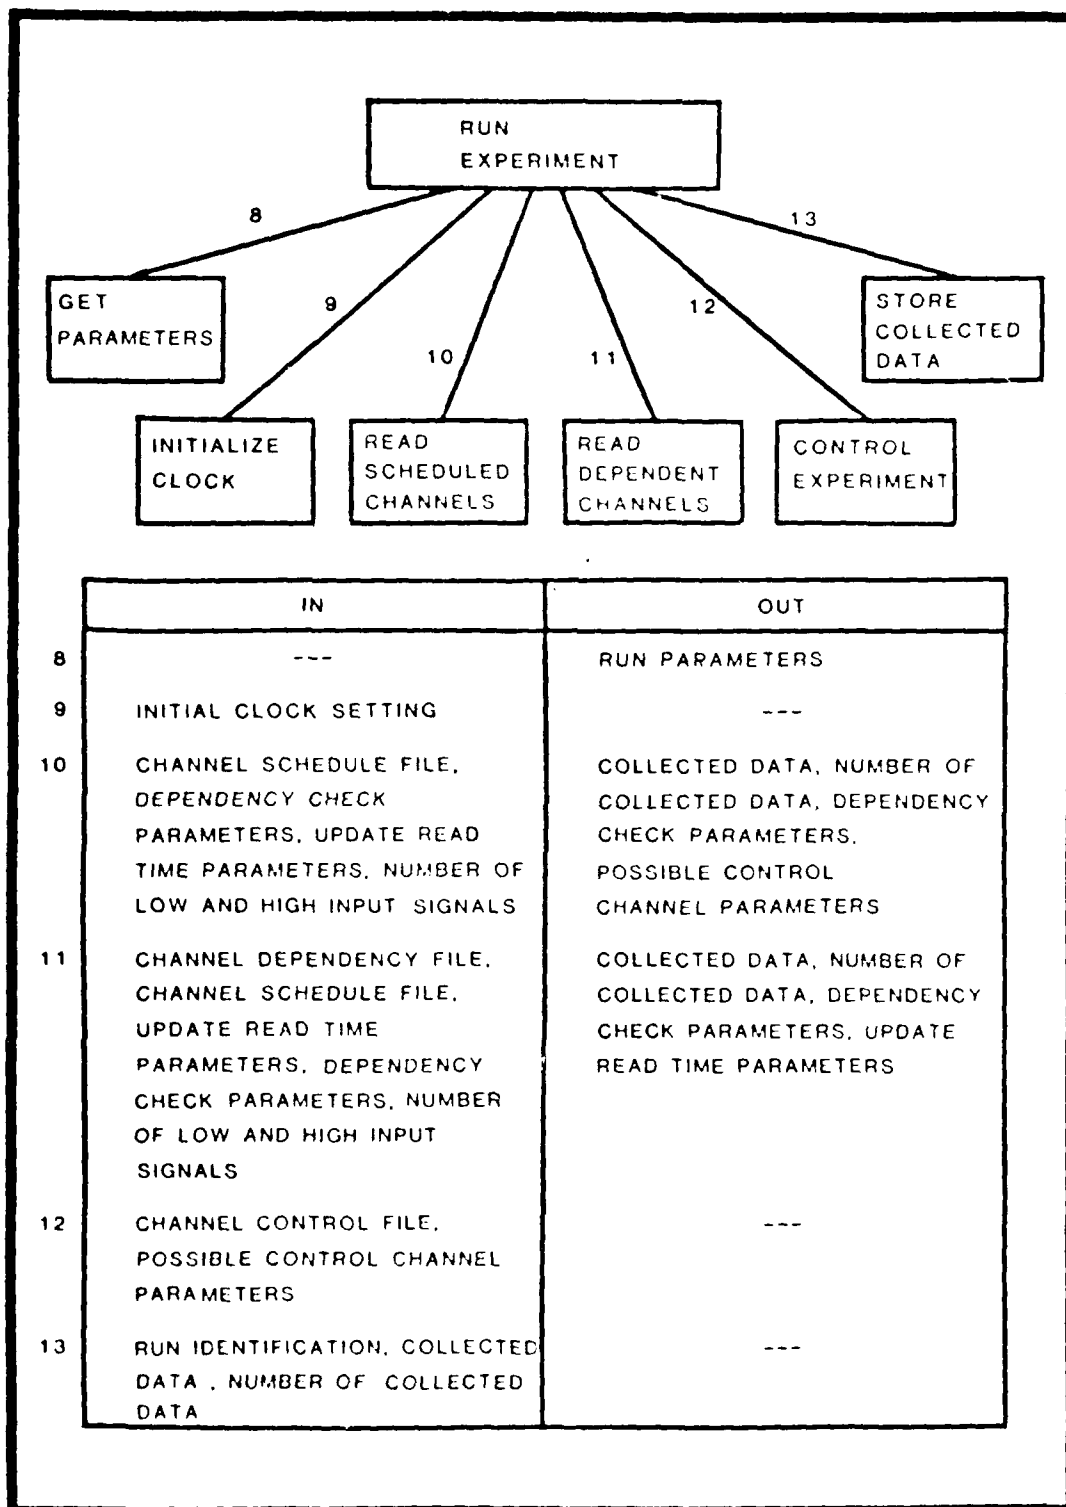 RUN
EXPERIMENT
8
13
GET
PARAMETERS
9
12
STORE
COLLECTED
DATA
10
11
INITIALIZE
CLOCK
READ
SCHEDULED
CHANNELS
READ
DEPENDENT
CHANNELS
CONTROL
EXPERIMENT
IN
OUT
8
---
RUN PARAMETERS
9
INITIAL CLOCK SETTING
---
10
CHANNEL SCHEDULE FILE,
DEPENDENCY CHECK
PARAMETERS, UPDATE READ
TIME PARAMETERS, NUMBER OF
LOW AND HIGH INPUT SIGNALS
COLLECTED DATA, NUMBER OF
COLLECTED DATA, DEPENDENCY
CHECK PARAMETERS,
POSSIBLE CONTROL
CHANNEL PARAMETERS
11
CHANNEL DEPENDENCY FILE,
CHANNEL SCHEDULE FILE,
UPDATE READ TIME
PARAMETERS, DEPENDENCY
CHECK PARAMETERS, NUMBER
OF LOW AND HIGH INPUT
SIGNALS
COLLECTED DATA, NUMBER OF
COLLECTED DATA, DEPENDENCY
CHECK PARAMETERS, UPDATE
READ TIME PARAMETERS
12
CHANNEL CONTROL FILE,
POSSIBLE CONTROL CHANNEL
PARAMETERS
---
13
RUN IDENTIFICATION, COLLECTED
DATA , NUMBER OF COLLECTED
DATA
---